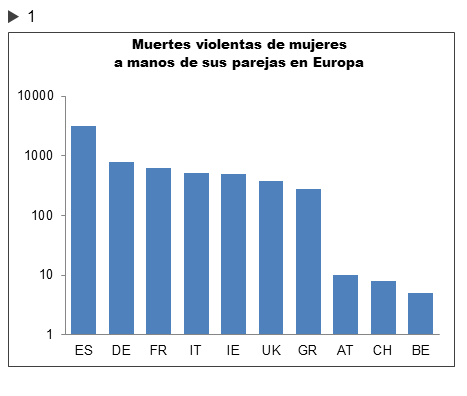 ▶ 1
Muertes violentas de mujeres
a manos de sus parejas en Europa
10000
1000
100
10
1
ES DE FR IT IE UK GR AT CH BE